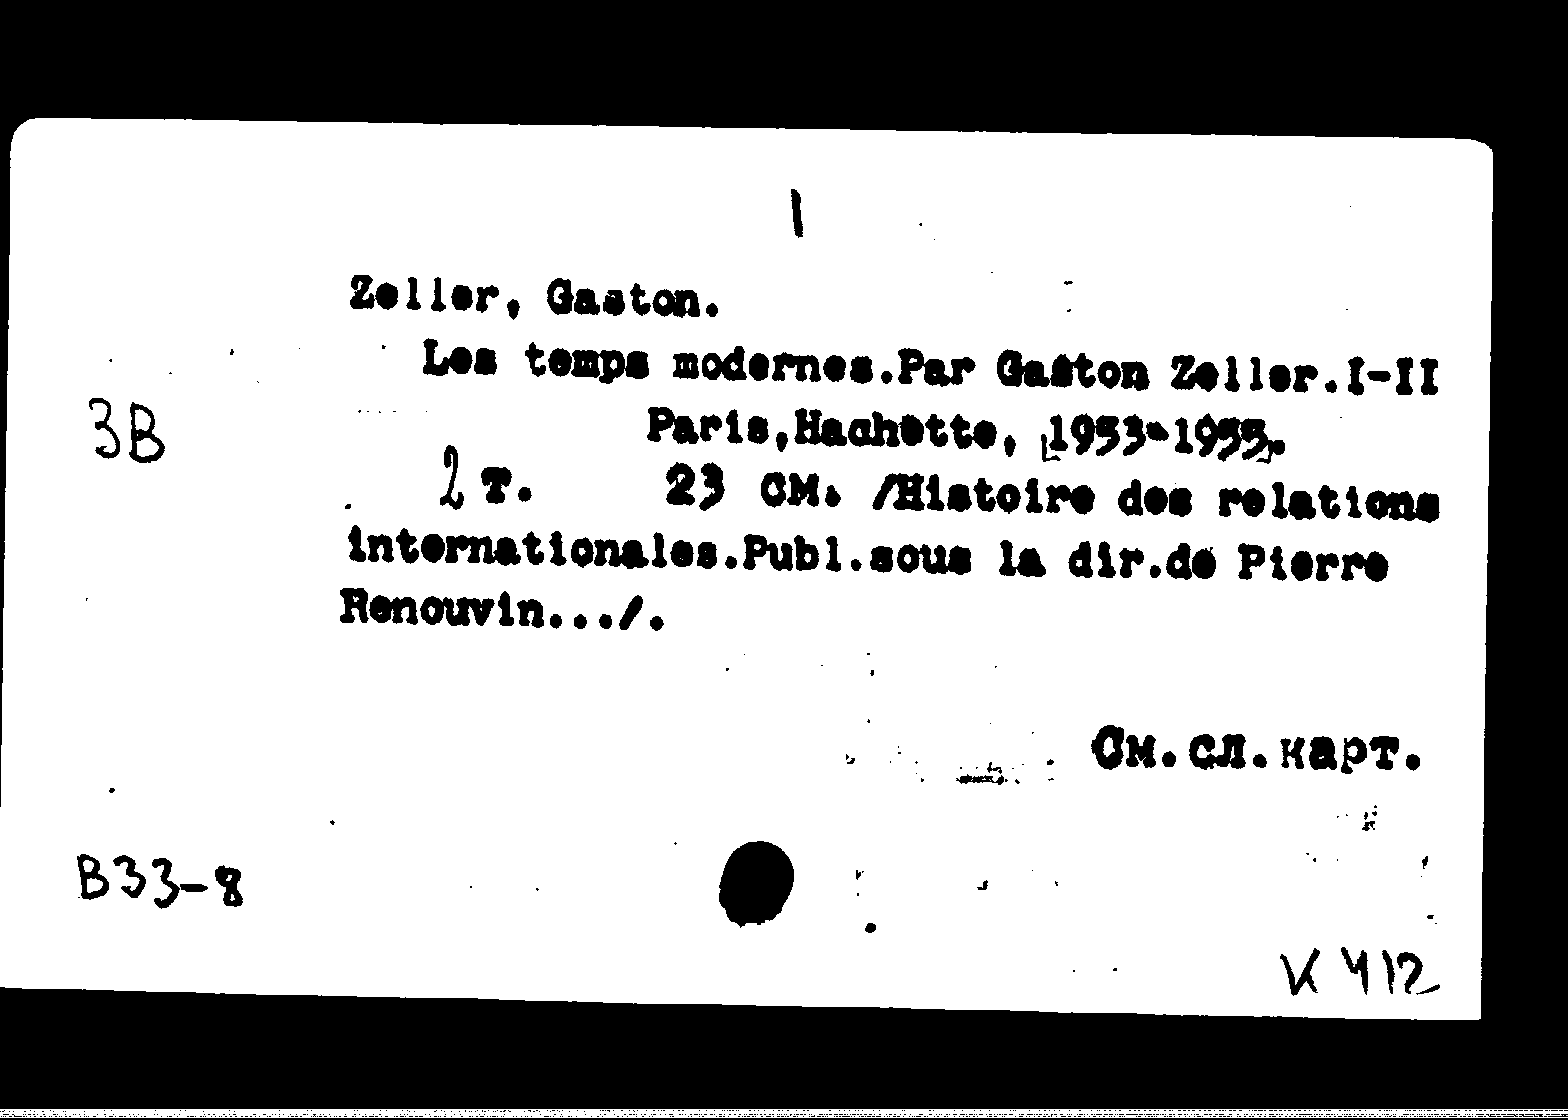 1
Zeller, Gaston.
Les temps modernes.Par Gaston Zeller.I-II
3B
Paris,Hachette, [1953-1955].
2 т. 23 см. /Histoire des relations
internationales.Publ.sous la dir.de Pierre
Renouvin.../.
См.сл.карт.
B33-8
K 412